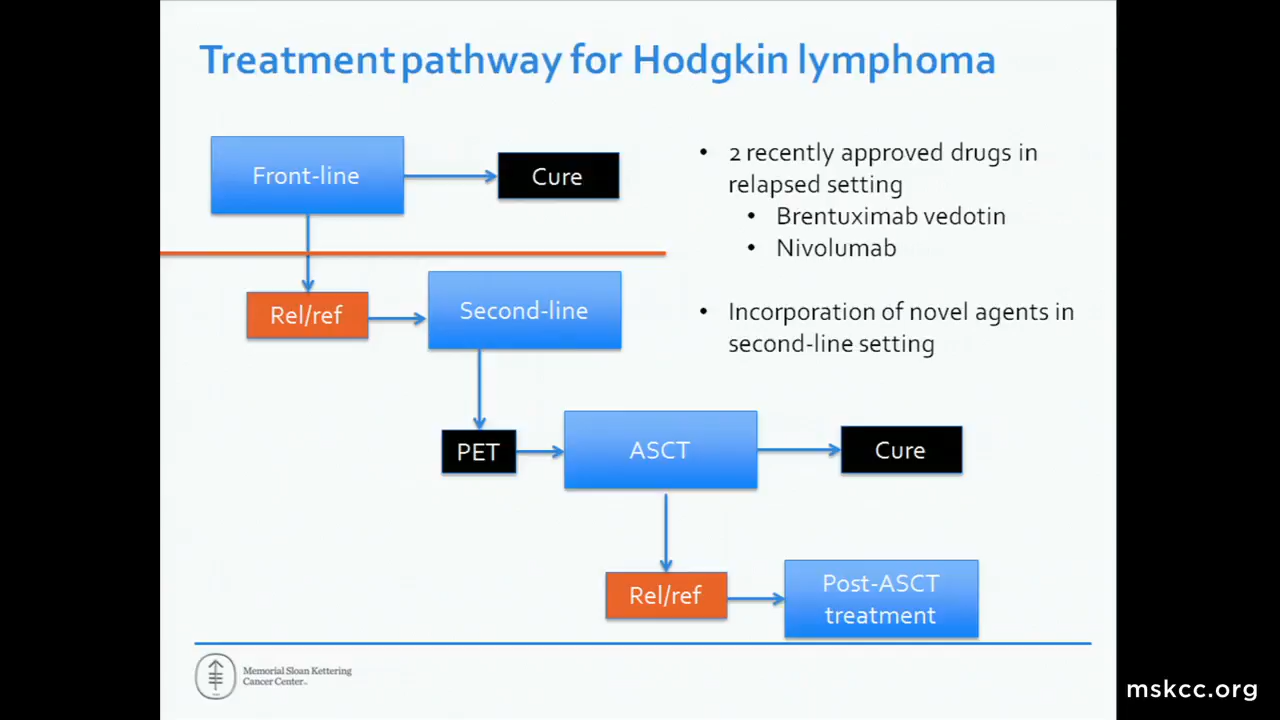 Treatment pathway for Hodgkin lymphoma
Front-line
Cure
• 2 recently approved drugs in
relapsed setting
• Brentuximab vedotin
• Nivolumab
Rel/ref
Second-line
• Incorporation of novel agents in
second-line setting
PET
ASCT
Cure
Rel/ref
Post-ASCT
treatment
Memorial Sloan Kettering
Cancer Center
mskcc.org